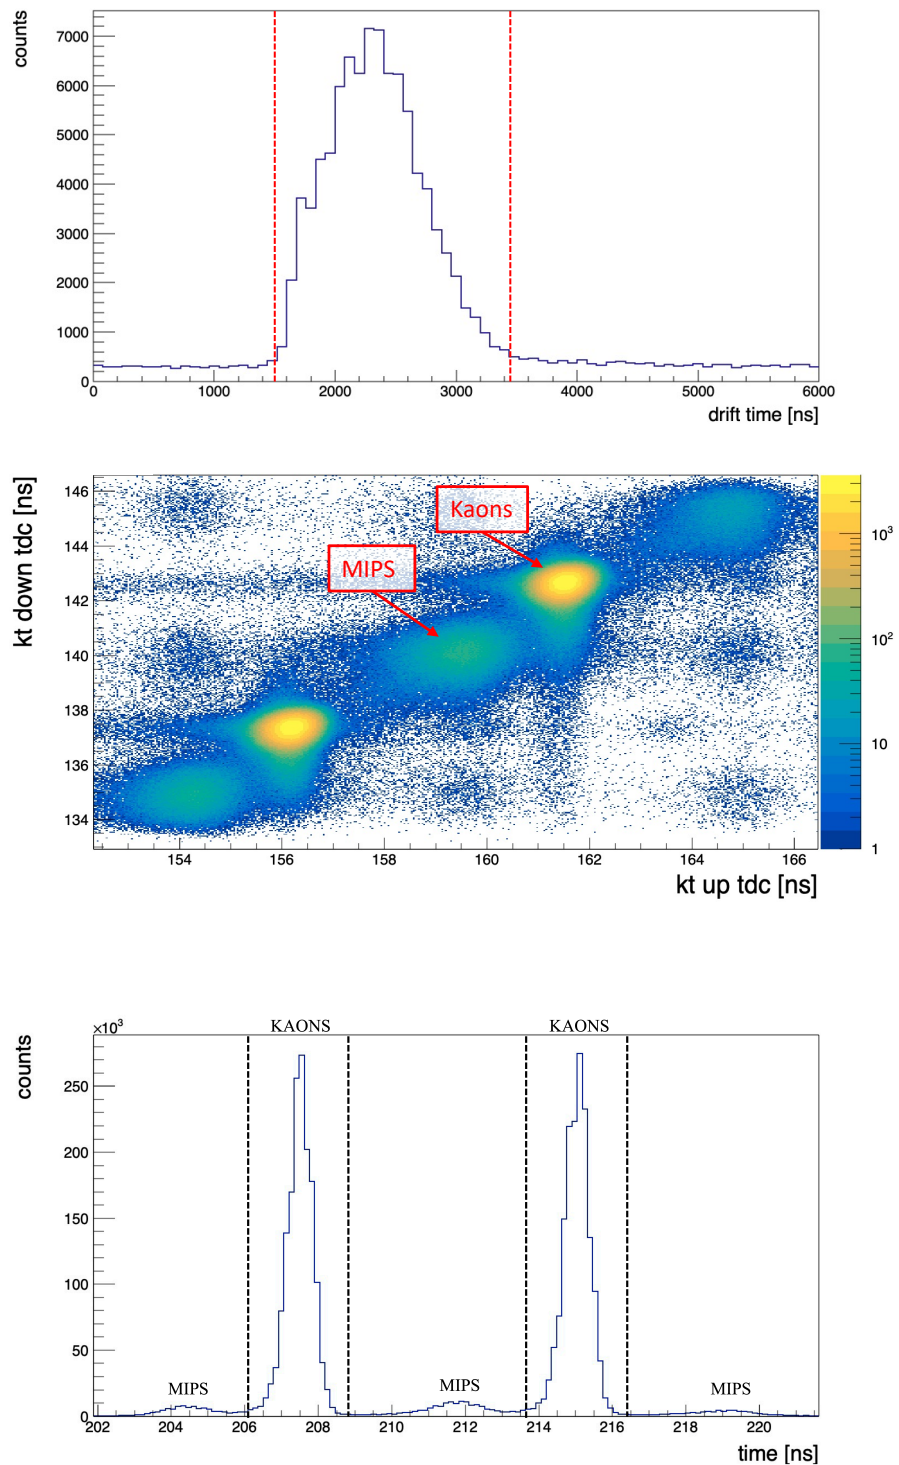 counts
7000
6000
5000
4000
3000
2000
1000
0
0 1000 2000 3000 4000 5000 6000
drift time [ns]
kt down tdc [ns]
146
144
142
140
138
136
134
Kaons
MIPS
10³
10²
10
1
154 156 158 160 162 164 166
kt up tdc [ns]
×10³
KAONS KAONS
counts
250
200
150
100
50
0
MIPS MIPS MIPS
202 204 206 208 210 212 214 216 218 220
time [ns]